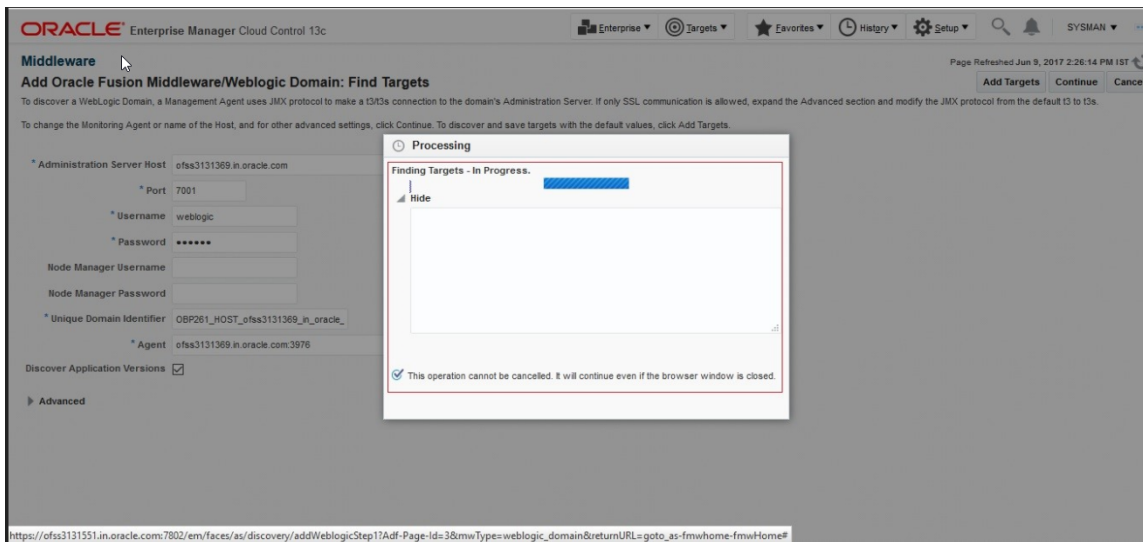 ORACLE Enterprise Manager Cloud Control 13c Enterprise Targets Favorites History Setup SYSMAN
Middleware
Page Refreshed Jun 9, 2017 2:26:14 PM IST
Add Oracle Fusion Middleware/Weblogic Domain: Find Targets
Add Targets Continue Cance
To discover a WebLogic Domain, a Management Agent uses JMX protocol to make a t3/t3s connection to the domain's Administration Server. If only SSL communication is allowed, expand the Advanced section and modify the JMX protocol from the default t3 to t3s.
To change the Monitoring Agent or name of the Host, and for other advanced settings, click Continue. To discover and save targets with the default values, click Add Targets.
Processing
Finding Targets - In Progress.
Hide
This operation cannot be cancelled. It will continue even if the browser window is closed.
* Administration Server Host ofss3131369.in.oracle.com
* Port 7001
* Username weblogic
* Password ••••••
Node Manager Username
Node Manager Password
* Unique Domain Identifier OBP261_HOST_ofss3131369_in_oracle_
* Agent ofss3131369.in.oracle.com:3976
Discover Application Versions
Advanced
https://ofss3131551.in.oracle.com:7802/em/faces/as/discovery/addWeblogicStep1?Adf-Page-Id=3&mwType=weblogic_domain&returnURL=goto_as-fmwhome-fmwHome#